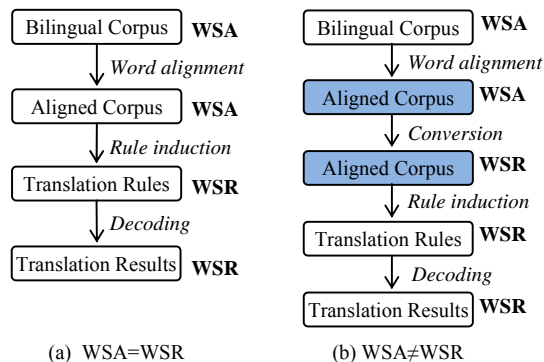 Bilingual Corpus WSA
Word alignment
Aligned Corpus WSA
Rule induction
Translation Rules WSR
Decoding
Translation Results WSR
(a) WSA=WSR
Bilingual Corpus WSA
Word alignment
Aligned Corpus WSA
Conversion
Aligned Corpus WSR
Rule induction
Translation Rules WSR
Decoding
Translation Results WSR
(b) WSA≠WSR